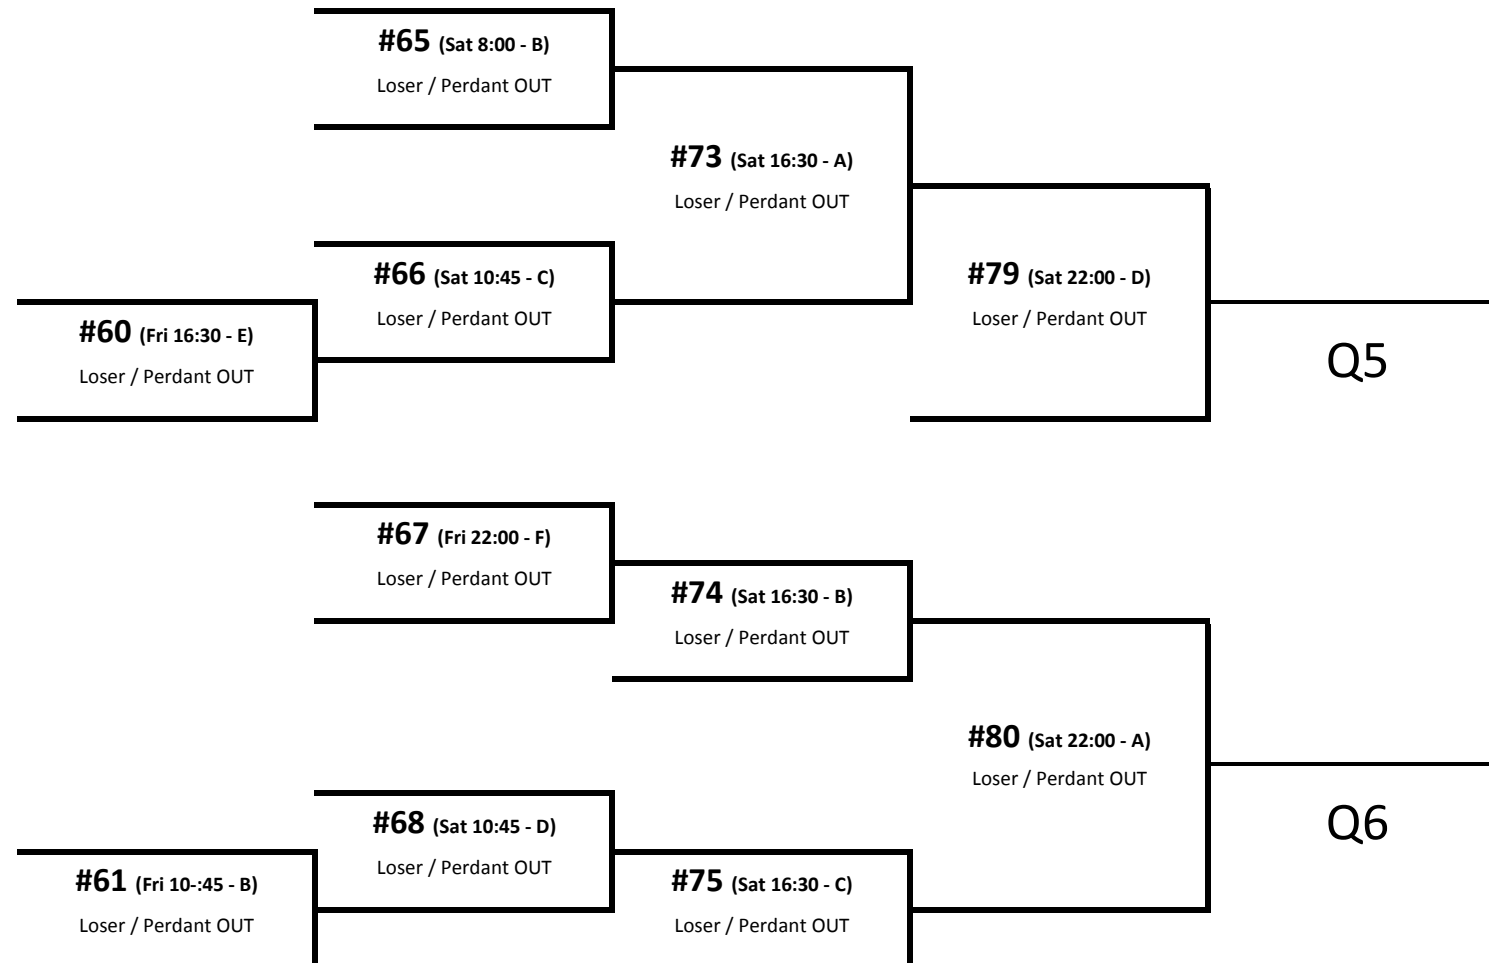 #65 (Sat 8:00 - B)
Loser / Perdant OUT
#73 (Sat 16:30 - A)
Loser / Perdant OUT
#66 (Sat 10:45 - C)
Loser / Perdant OUT
#79 (Sat 22:00 - D)
Loser / Perdant OUT
#60 (Fri 16:30 - E)
Loser / Perdant OUT
Q5
#67 (Fri 22:00 - F)
Loser / Perdant OUT
#74 (Sat 16:30 - B)
Loser / Perdant OUT
#80 (Sat 22:00 - A)
Loser / Perdant OUT
#68 (Sat 10:45 - D)
Loser / Perdant OUT
Q6
#61 (Fri 10-:45 - B)
Loser / Perdant OUT
#75 (Sat 16:30 - C)
Loser / Perdant OUT